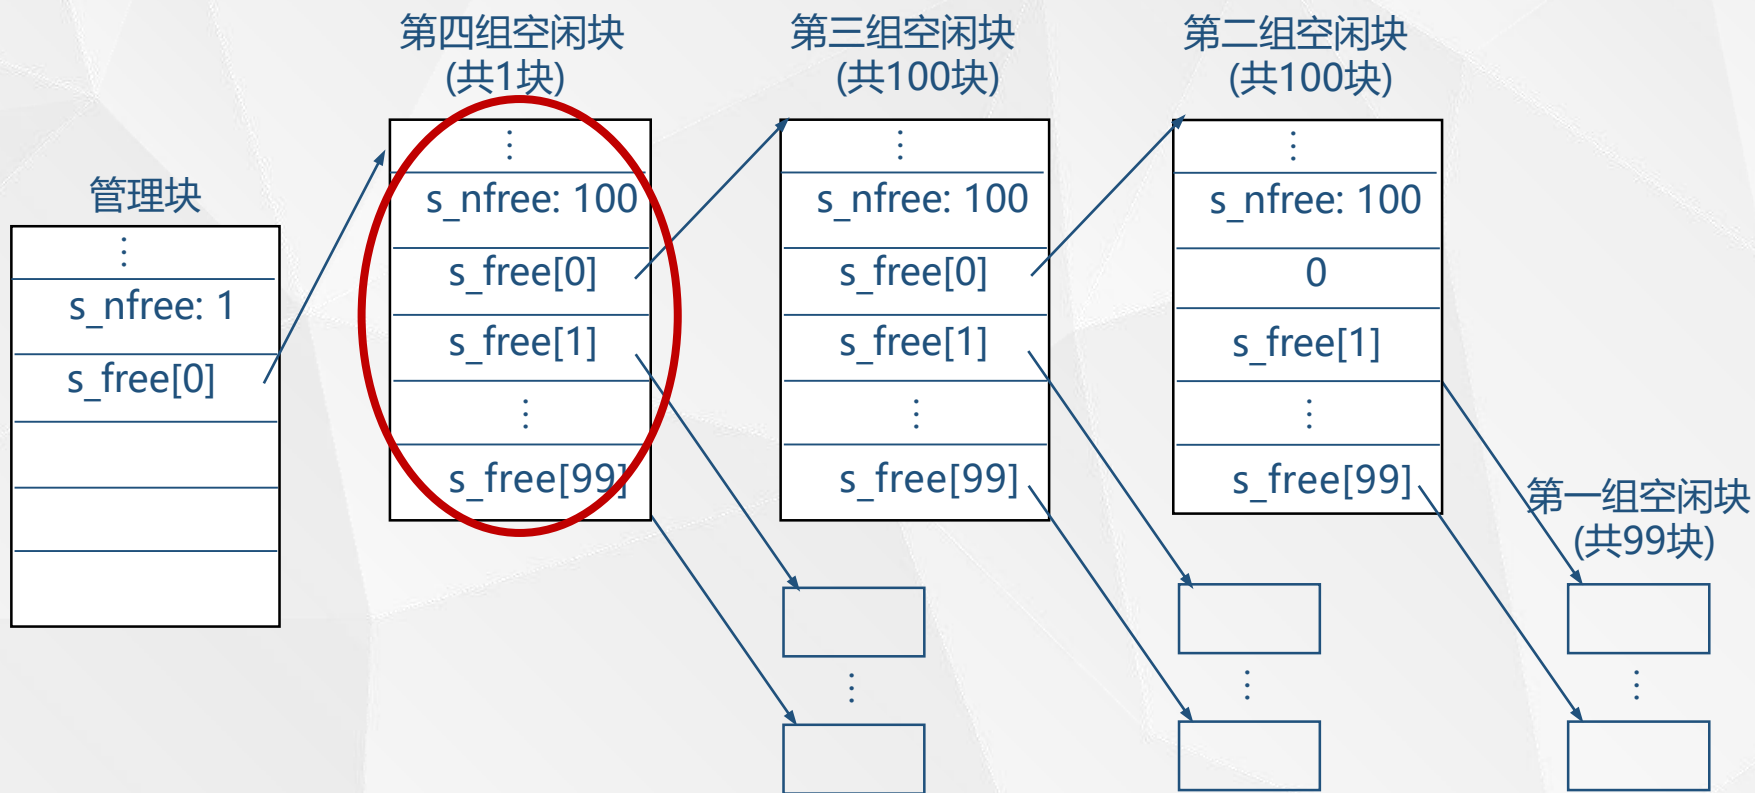 第四组空闲块
(共1块)
第三组空闲块
(共100块)
第二组空闲块
(共100块)
管理块
⋮
s_nfree: 1
s_free[0]
⋮
s_nfree: 100
s_free[0]
s_free[1]
⋮
s_free[99]
⋮
s_nfree: 100
s_free[0]
s_free[1]
⋮
s_free[99]
⋮
s_nfree: 100
0
s_free[1]
⋮
s_free[99]
第一组空闲块
(共99块)
⋮
⋮
⋮